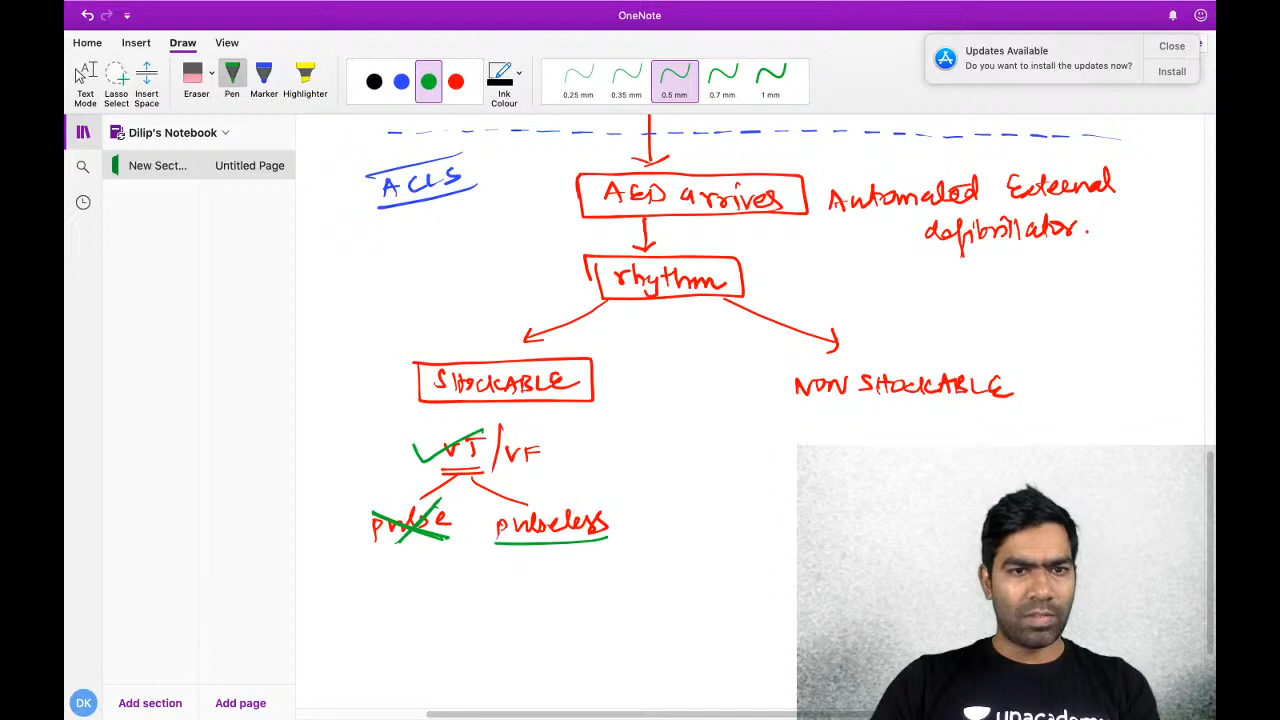 OneNote
Home Insert Draw View
Updates Available
Do you want to install the updates now?
Close
Install
Text Mode
Lasso Select
Insert Space
Eraser
Pen
Marker
Highlighter
Ink Colour
0.25 mm
0.35 mm
0.5 mm
0.7 mm
1 mm
Dilip's Notebook
New Sect...
Untitled Page
ACLS
AED arrives
Automated External
defibrillator.
rhythm
SHOCKABLE
NON SHOCKABLE
VT/VF
pulse
pulseless
DK
Add section
Add page
unacademy